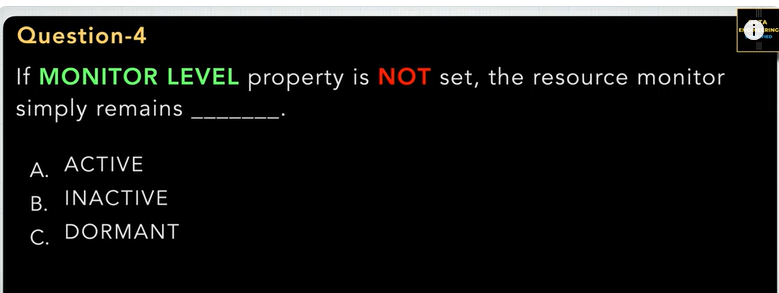 Question-4
If MONITOR LEVEL property is NOT set, the resource monitor
simply remains _______.
A. ACTIVE
B. INACTIVE
C. DORMANT